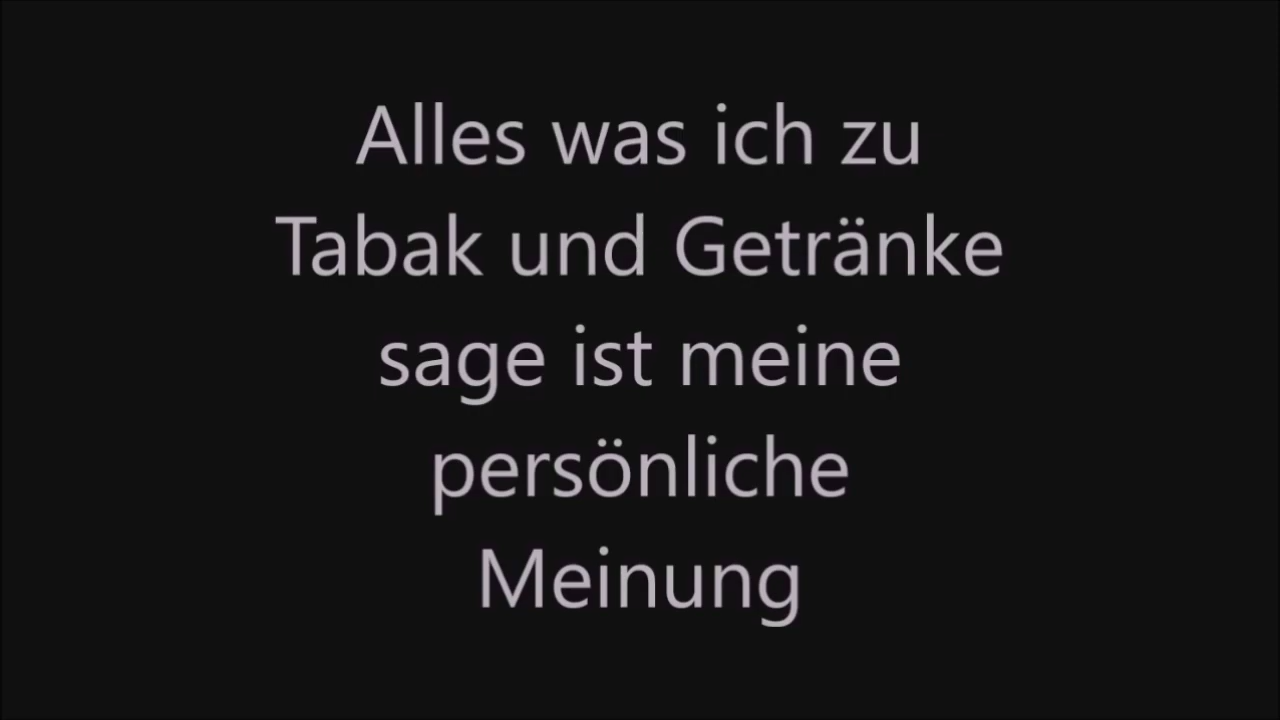 Alles was ich zu
Tabak und Getränke
sage ist meine
persönliche
Meinung